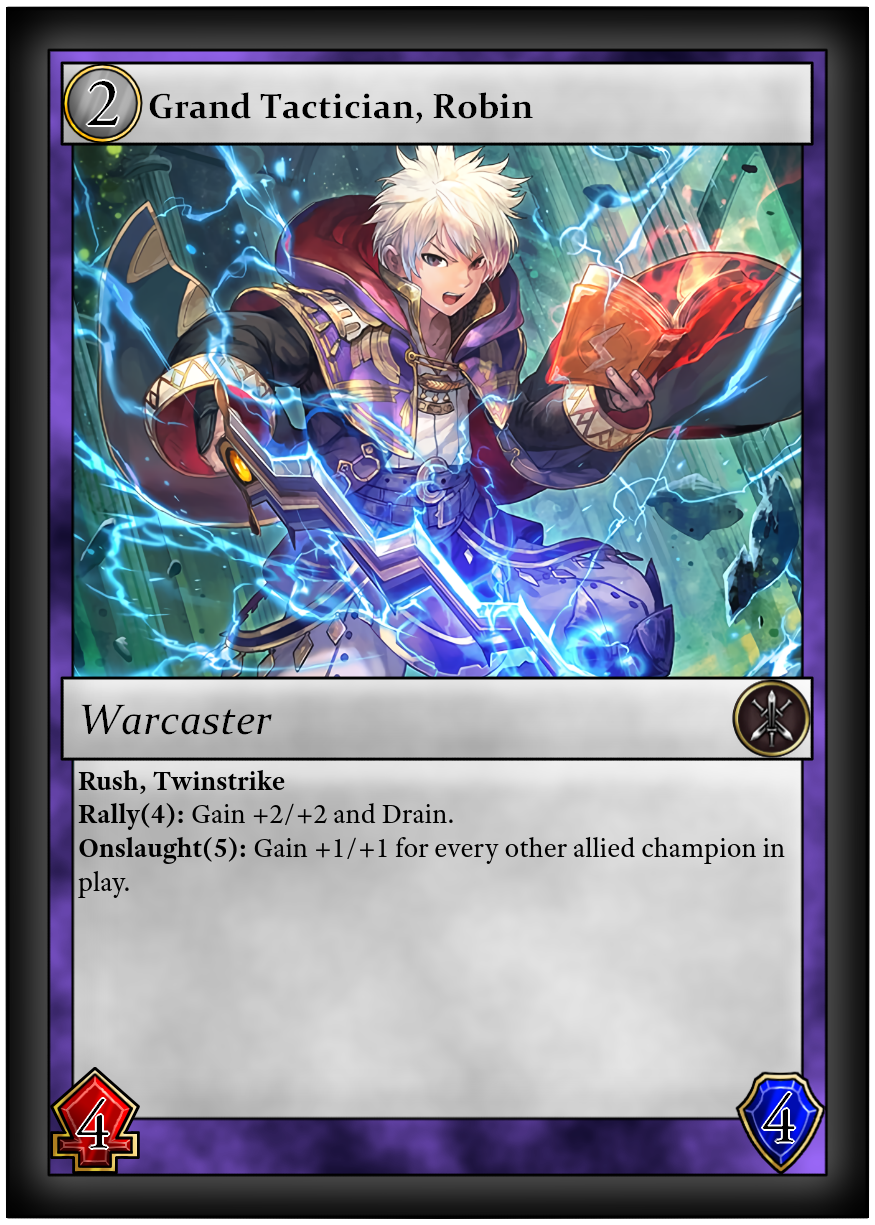 2
Grand Tactician, Robin
Warcaster
Rush, Twinstrike
Rally(4): Gain +2/+2 and Drain.
Onslaught(5): Gain +1/+1 for every other allied champion in
play.
4
4